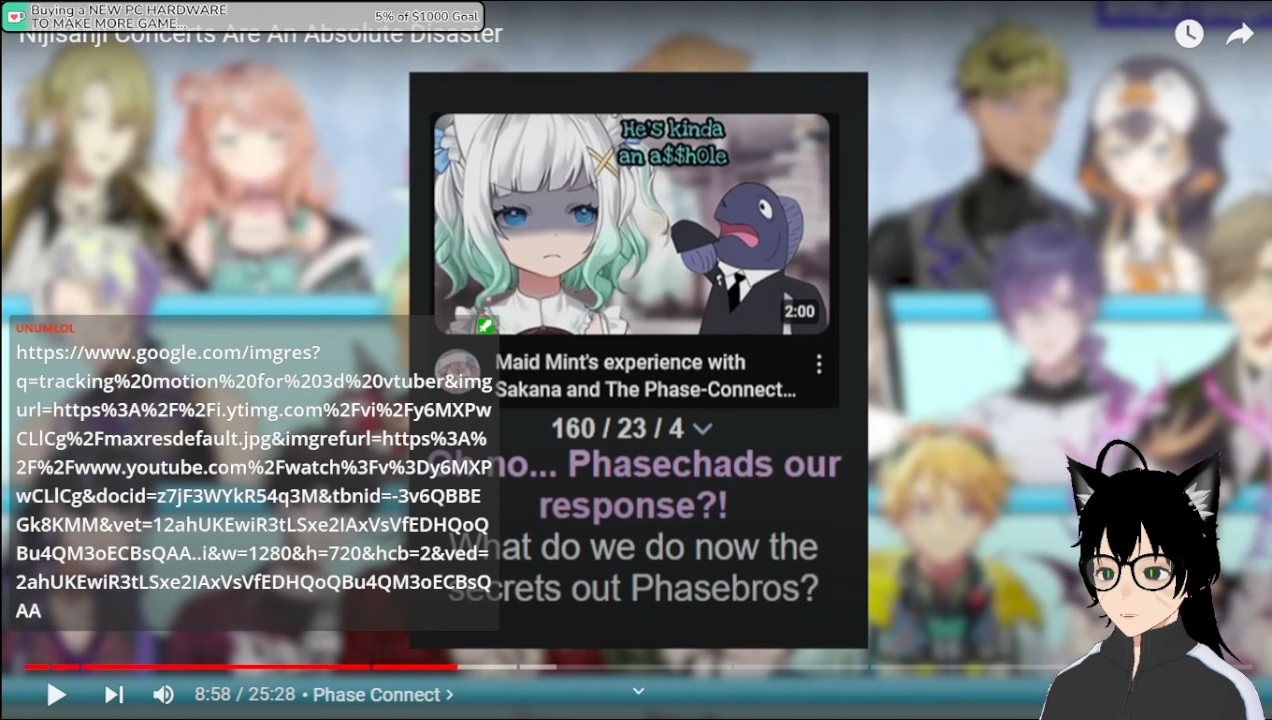 Buying a NEW PC HARDWARE
TO MAKE MORE GAME...
5% of $1000 Goal
Nijisanji Concerts Are An Absolute Disaster
He's kinda
an a$$h0le
2:00
Maid Mint's experience with
Sakana and The Phase-Connect...
160 / 23 / 4
Oh no... Phasechads our
response?!
What do we do now the
secrets out Phasebros?
UNUMLOL
https://www.google.com/imgres?
q=tracking%20motion%20for%203d%20vtuber&img
url=https%3A%2F%2Fi.ytimg.com%2Fvi%2Fy6MXPw
CLlCg%2Fmaxresdefault.jpg&imgrefurl=https%3A%
2F%2Fwww.youtube.com%2Fwatch%3Fv%3Dy6MXP
wCLlCg&docid=z7jF3WYkR54q3M&tbnid=-3v6QBBE
Gk8KMM&vet=12ahUKEwiR3tLSxe2IAxVsVfEDHQoQ
Bu4QM3oECBsQAA..i&w=1280&h=720&hcb=2&ved=
2ahUKEwiR3tLSxe2IAxVsVfEDHQoQBu4QM3oECBsQ
AA
8:58 / 25:28 • Phase Connect >